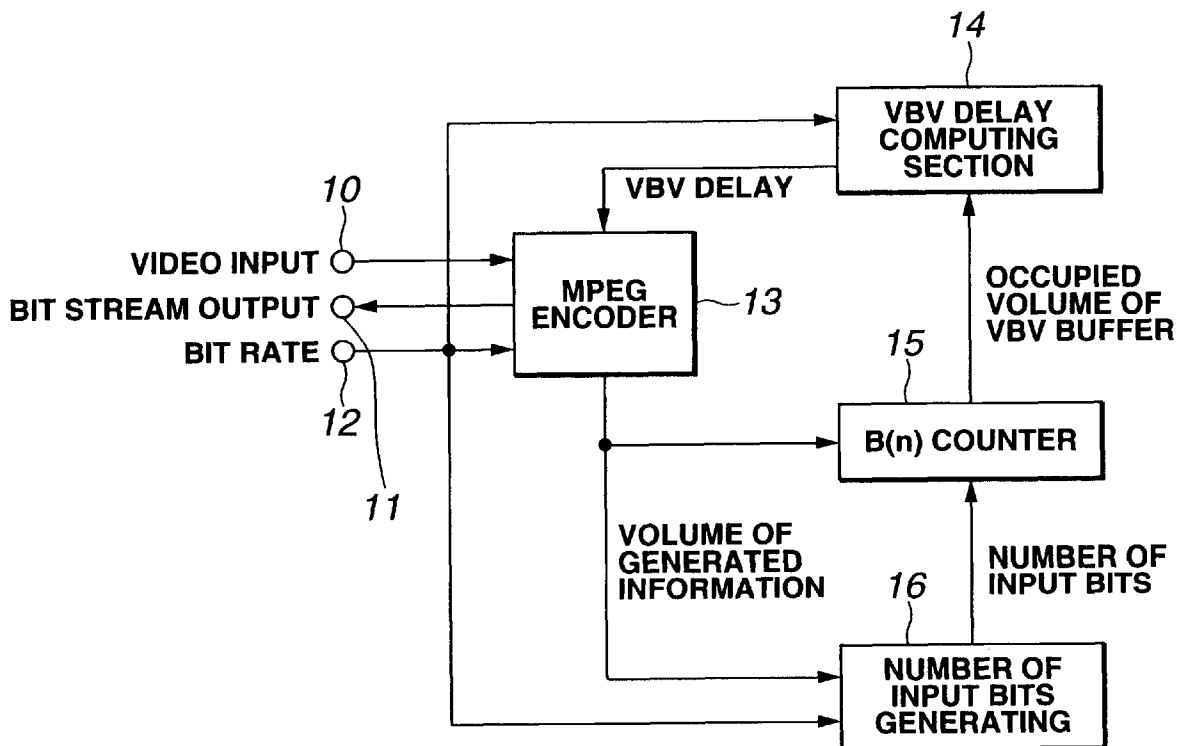 14
VBV DELAY
COMPUTING
SECTION
VBV DELAY
10
VIDEO INPUT
BIT STREAM OUTPUT
BIT RATE
12
11
MPEG
ENCODER
13
OCCUPIED
VOLUME OF
VBV BUFFER
15
B(n) COUNTER
VOLUME OF
GENERATED
INFORMATION
NUMBER OF
INPUT BITS
16
NUMBER OF
INPUT BITS
GENERATING